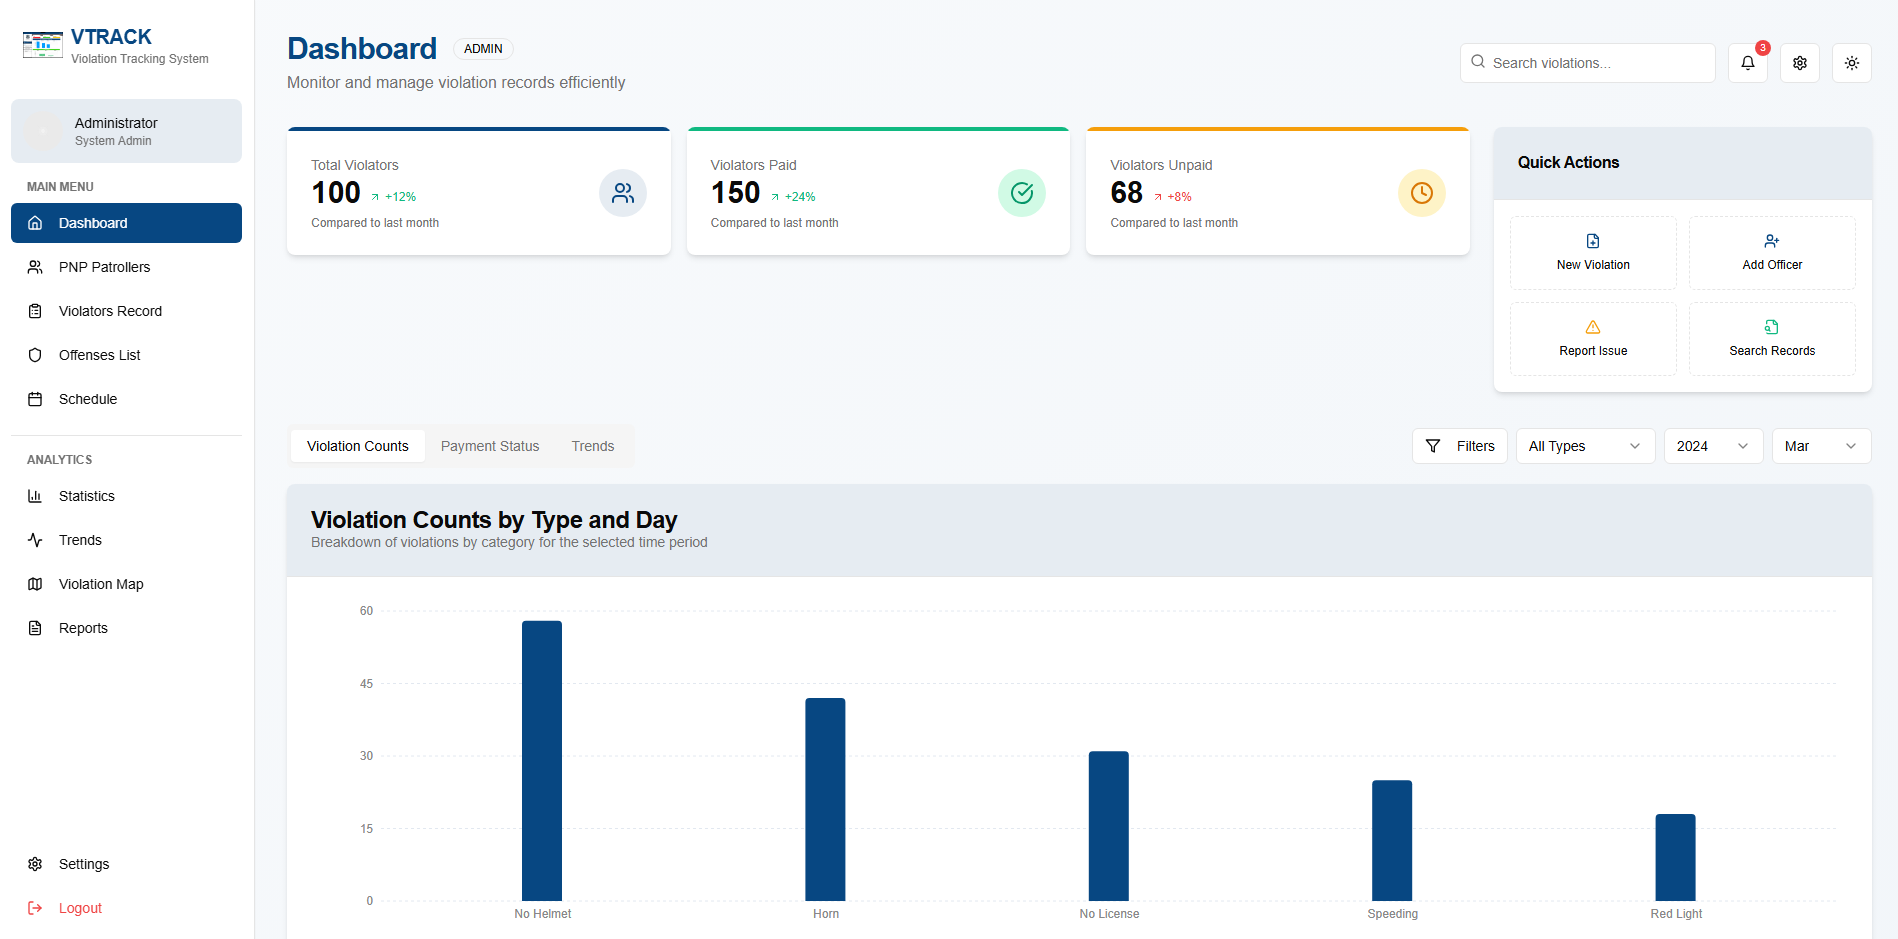 VTRACK
Violation Tracking System
Administrator
System Admin
MAIN MENU
Dashboard
PNP Patrollers
Violators Record
Offenses List
Schedule
ANALYTICS
Statistics
Trends
Violation Map
Reports
Settings
Logout
Dashboard
ADMIN
Monitor and manage violation records efficiently
Search violations...
3
Total Violators
100 +12%
Compared to last month
Violators Paid
150 +24%
Compared to last month
Violators Unpaid
68 +8%
Compared to last month
Quick Actions
New Violation
Add Officer
Report Issue
Search Records
Violation Counts
Payment Status
Trends
Filters
All Types
2024
Mar
Violation Counts by Type and Day
Breakdown of violations by category for the selected time period
60
45
30
15
0
No Helmet
Horn
No License
Speeding
Red Light